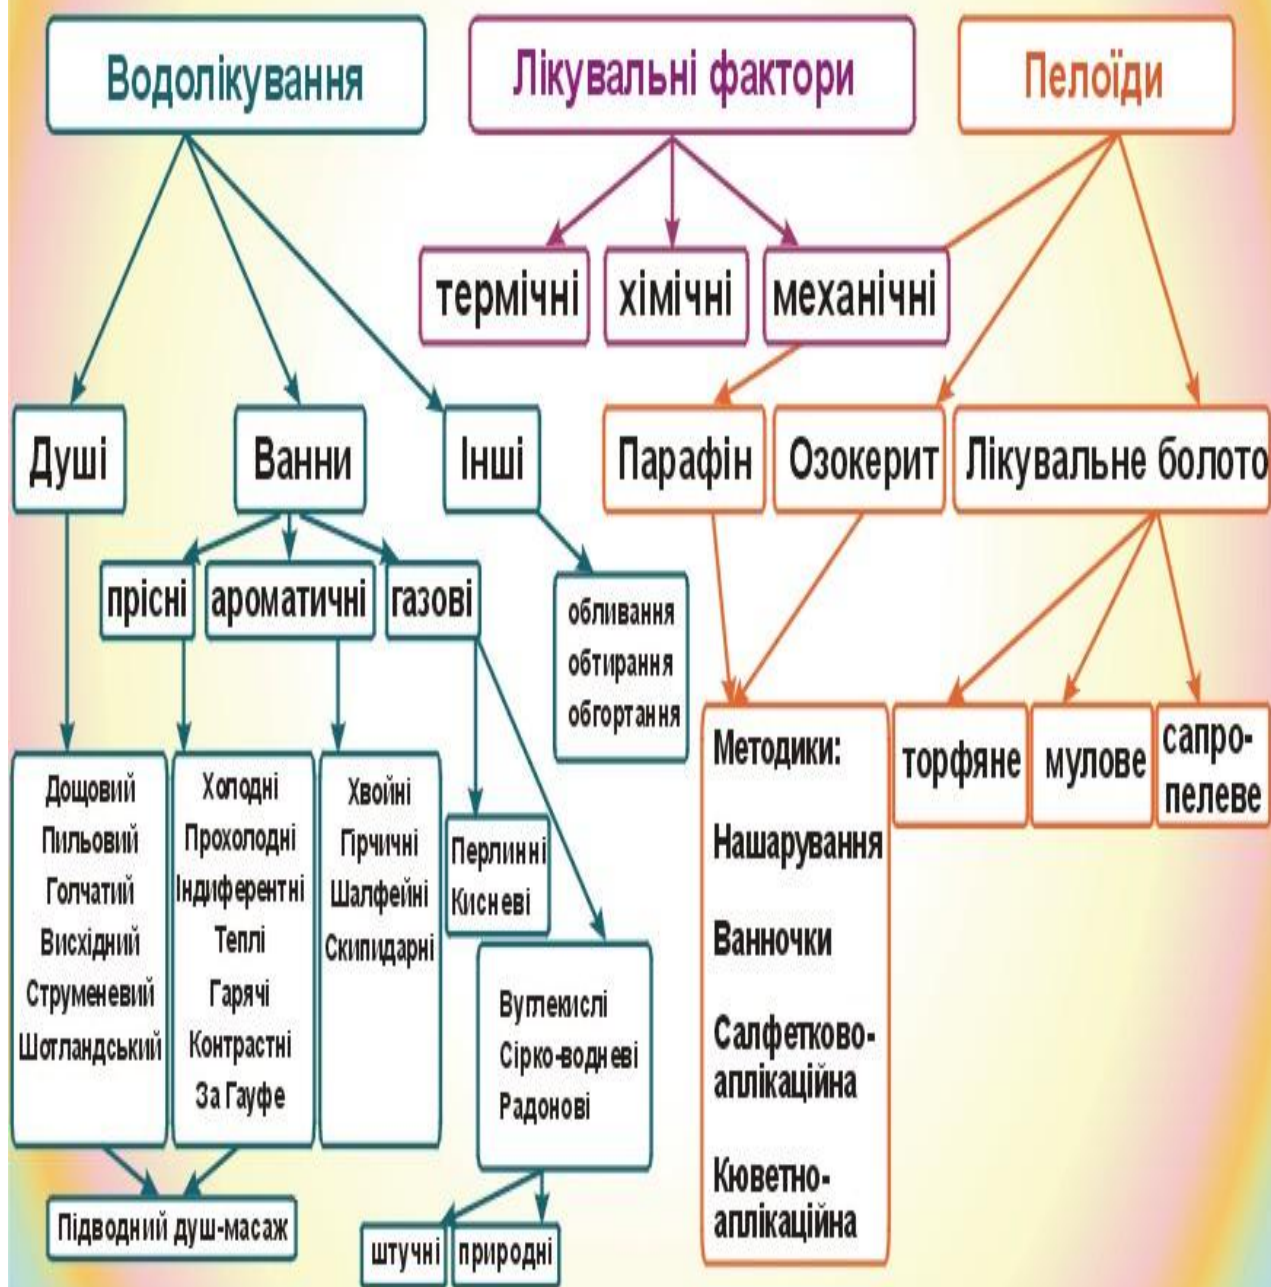 Водолікування
Лікувальні фактори
Пелоїди
термічні
хімічні
механічні
Душі
Ванни
Інші
Парафін
Озокерит
Лікувальне болото
прісні
ароматичні
газові
обливання
обтирання
обгортання
Дощовий
Пильовий
Голчатий
Висхідний
Струменевий
Шотландський
Холодні
Прохолодні
Індиферентні
Теплі
Гарячі
Контрастні
За Гауфе
Хвойні
Гірчичні
Шалфейні
Скипидарні
Перлинні
Кисневі
Вуглекислі
Сірко-водневі
Радонові
Методики:
Нашарування
Ванночки
Салфетково-
аплікаційна
Кюветно-
аплікаційна
торфяне
мулове
сапро-
пелеве
Підводний душ-масаж
штучні
природні